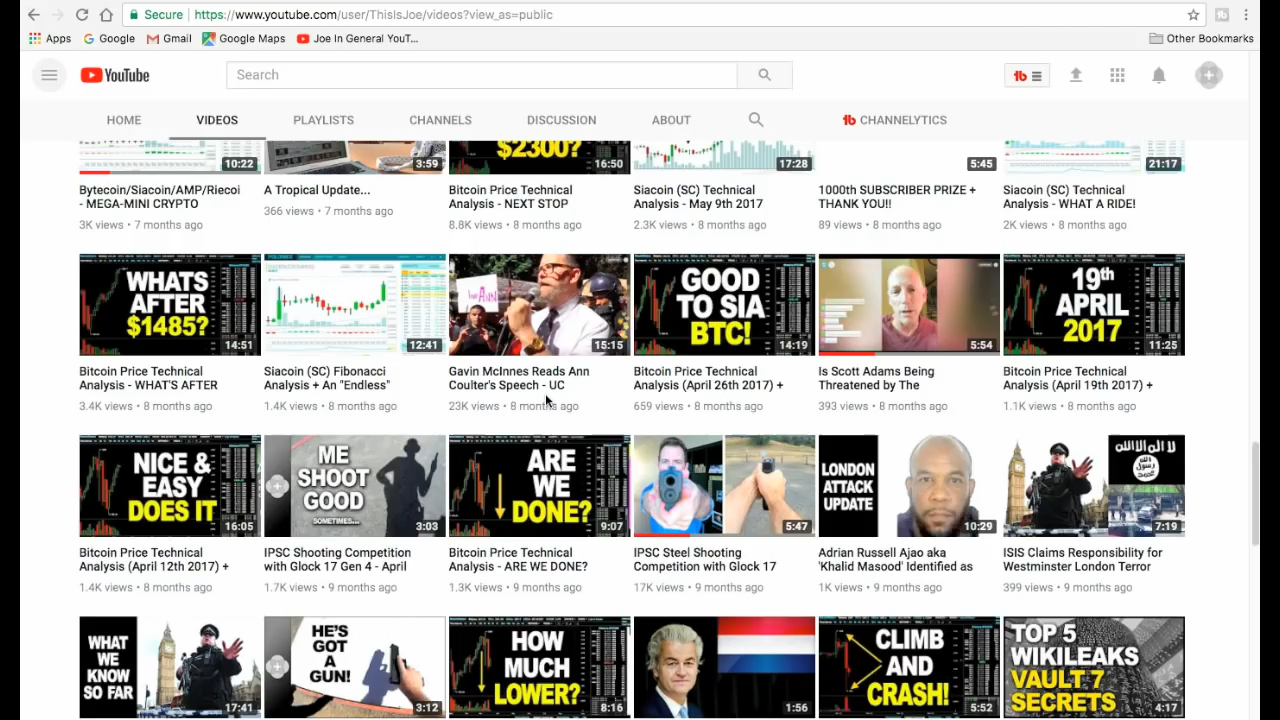 Secure
https://www.youtube.com/user/ThisIsJoe/videos?view_as=public
Apps
Google
Gmail
Google Maps
Joe In General YouT...
Other Bookmarks
YouTube
Search
HOME
VIDEOS
PLAYLISTS
CHANNELS
DISCUSSION
ABOUT
CHANNELYTICS
10:22
3:59
$2300?
16:50
17:28
5:45
21:17
Bytecoin/Siacoin/AMP/Riecoi
- MEGA-MINI CRYPTO
3K views • 7 months ago
A Tropical Update...
366 views • 7 months ago
Bitcoin Price Technical
Analysis - NEXT STOP
8.8K views • 8 months ago
Siacoin (SC) Technical
Analysis - May 9th 2017
2.3K views • 8 months ago
1000th SUBSCRIBER PRIZE +
THANK YOU!!
89 views • 8 months ago
Siacoin (SC) Technical
Analysis - WHAT A RIDE!
2K views • 8 months ago
WHATS
AFTER
$1485?
14:51
12:41
15:15
GOOD
TO SIA
BTC!
14:19
5:54
19th
APRIL
2017
11:25
Bitcoin Price Technical
Analysis - WHAT'S AFTER
3.4K views • 8 months ago
Siacoin (SC) Fibonacci
Analysis + An "Endless"
1.4K views • 8 months ago
Gavin McInnes Reads Ann
Coulter's Speech - UC
23K views • 8 months ago
Bitcoin Price Technical
Analysis (April 26th 2017) +
659 views • 8 months ago
Is Scott Adams Being
Threatened by The
393 views • 8 months ago
Bitcoin Price Technical
Analysis (April 19th 2017) +
1.1K views • 8 months ago
NICE &
EASY
DOES IT
16:05
ME
SHOOT
GOOD
SOMETIMES...
3:03
ARE
WE
DONE?
9:07
5:47
LONDON
ATTACK
UPDATE
10:29
7:19
Bitcoin Price Technical
Analysis (April 12th 2017) +
1.4K views • 8 months ago
IPSC Shooting Competition
with Glock 17 Gen 4 - April
1.7K views • 9 months ago
Bitcoin Price Technical
Analysis - ARE WE DONE?
1.3K views • 9 months ago
IPSC Steel Shooting
Competition with Glock 17
17K views • 9 months ago
Adrian Russell Ajao aka
'Khalid Masood' Identified as
1K views • 9 months ago
ISIS Claims Responsibility for
Westminster London Terror
399 views • 9 months ago
WHAT
WE
KNOW
SO FAR
17:41
HE'S
GOT A
GUN!
3:12
HOW
MUCH
LOWER?
8:16
1:56
CLIMB
AND
CRASH!
5:52
TOP 5
WIKILEAKS
VAULT 7
SECRETS
4:17